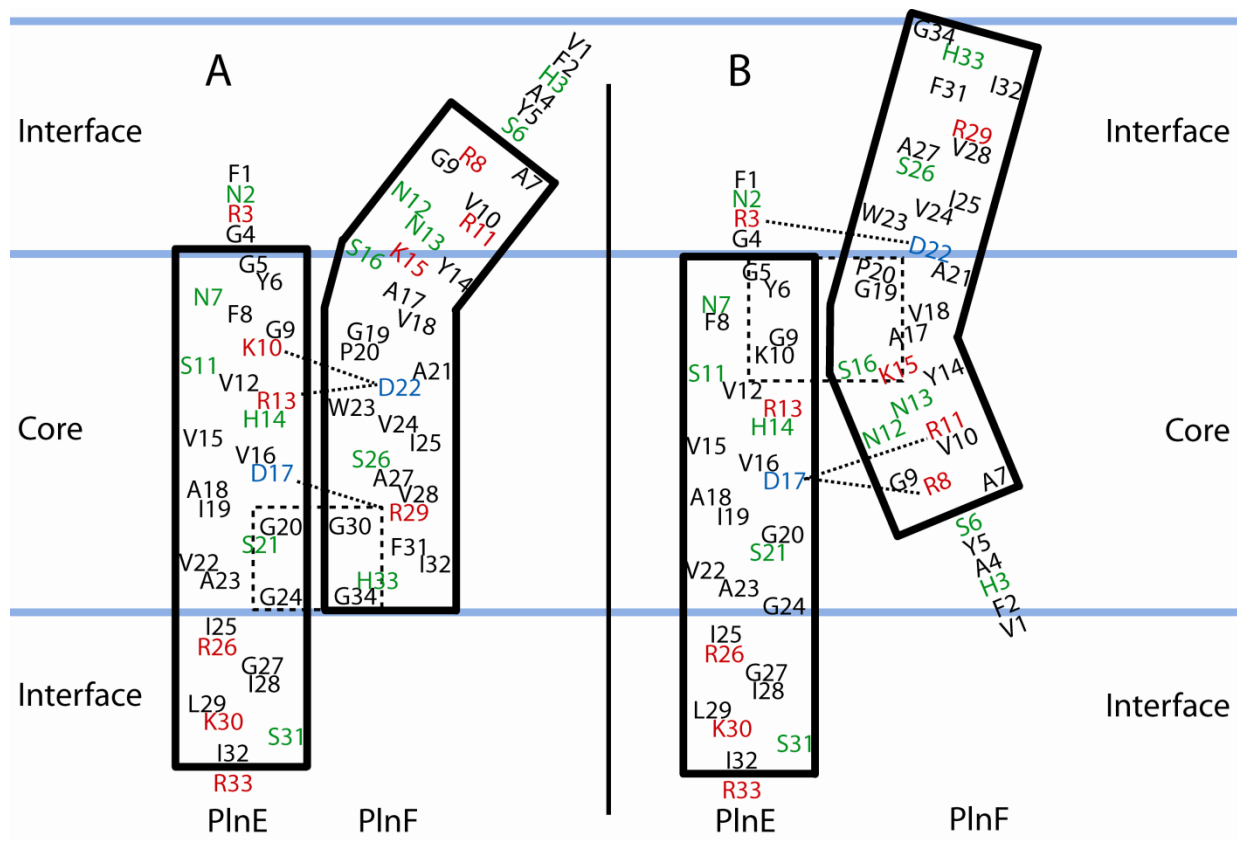 A
B
Interface
Interface
Core
Core
Interface
Interface
F1
N2
R3
G4
G5
Y6
N7
F8
G9
K10
S11
V12
R13
H14
V15
V16
D17
A18
I19
G20
S21
V22
A23
G24
I25
R26
G27
I28
L29
K30
S31
I32
R33
PlnE
V1
F2
H3
A4
Y5
S6
A7
R8
G9
V10
R11
N12
N13
Y14
K15
S16
A17
V18
G19
P20
A21
D22
W23
V24
I25
S26
A27
V28
R29
G30
F31
I32
H33
G34
PlnF
F1
N2
R3
G4
G5
Y6
N7
F8
G9
K10
S11
V12
R13
H14
V15
V16
D17
A18
I19
G20
S21
V22
A23
G24
I25
R26
G27
I28
L29
K30
S31
I32
R33
PlnE
G34
H33
I32
F31
R29
V28
A27
S26
I25
V24
W23
D22
A21
P20
G19
V18
A17
S16
K15
Y14
N13
N12
R11
V10
G9
R8
A7
S6
Y5
A4
H3
F2
V1
PlnF